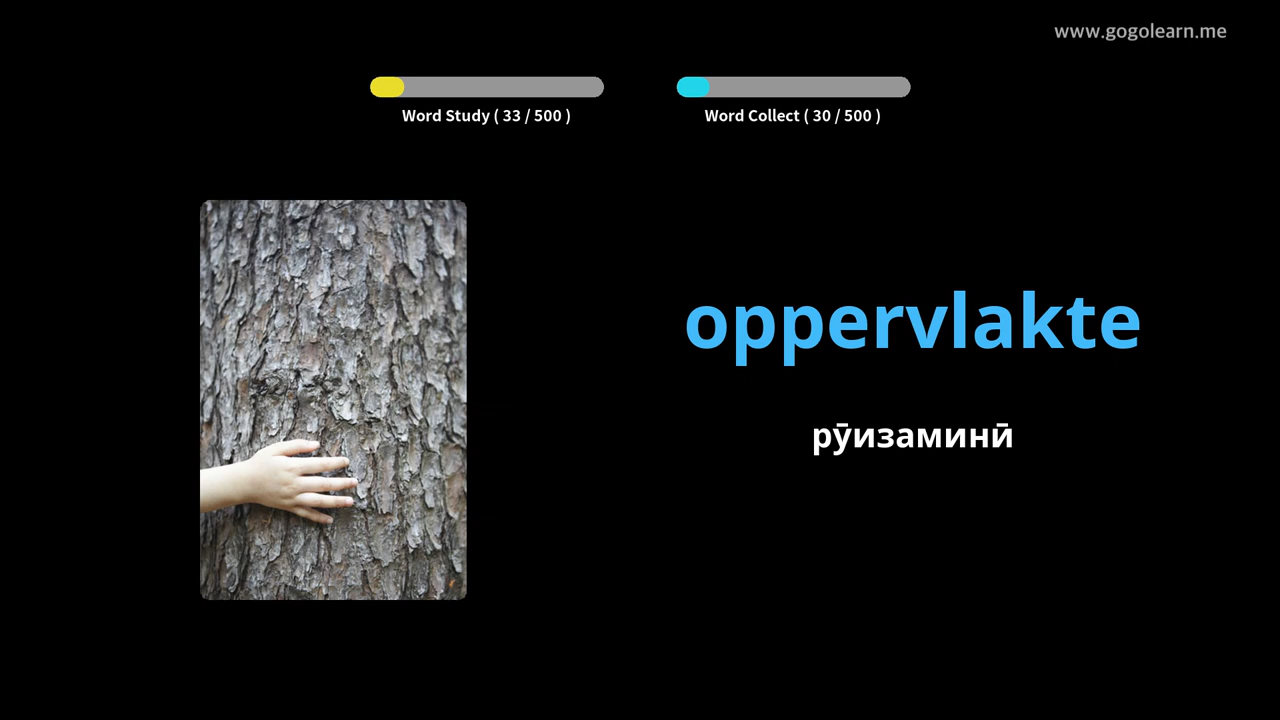 www.gogolearn.me
Word Study ( 33 / 500 )
Word Collect ( 30 / 500 )
oppervlakte
рӯизаминӣ